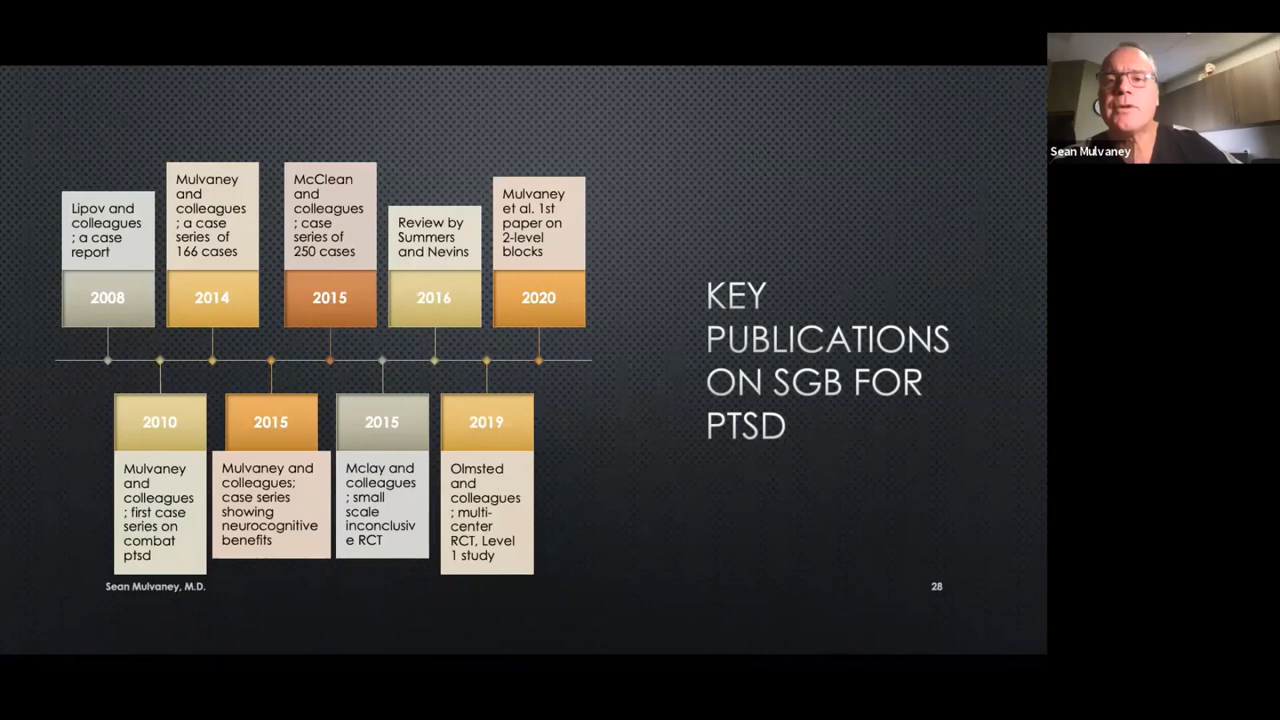 Lipov and
colleagues
; a case
report
2008
Mulvaney
and
colleagues
; a case
series of
166 cases
2014
McClean
and
colleagues
; case
series of
250 cases
2015
Review by
Summers
and Nevins
2016
Mulvaney
et al. 1st
paper on
2-level
blocks
2020
2010
Mulvaney
and
colleagues
; first case
series on
combat
ptsd
2015
Mulvaney and
colleagues;
case series
showing
neurocognitive
benefits
2015
Mclay and
colleagues
; small
scale
inconclusiv
e RCT
2019
Olmsted
and
colleagues
; multi-
center
RCT, Level
1 study
KEY
PUBLICATIONS
ON SGB FOR
PTSD
Sean Mulvaney, M.D.
28
Sean Mulvaney